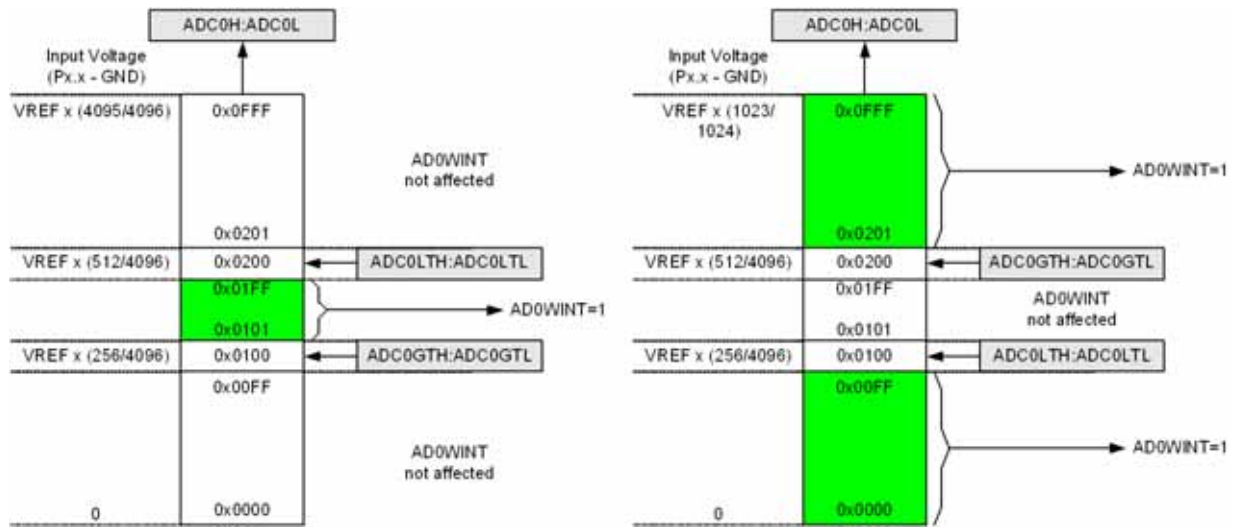 ADC0H:ADC0L
Input Voltage
(Px.x - GND)
VREF x (4095/4096)
0x0FFF
AD0WINT
not affected
0x0201
VREF x (512/4096)
0x0200
ADC0LTH:ADC0LTL
0x01FF
AD0WINT=1
0x0101
VREF x (256/4096)
0x0100
ADC0GTH:ADC0GTL
0x00FF
AD0WINT
not affected
0
0x0000
ADC0H:ADC0L
Input Voltage
(Px.x - GND)
VREF x (1023/
1024)
0x0FFF
AD0WINT=1
0x0201
VREF x (512/4096)
0x0200
ADC0GTH:ADC0GTL
0x01FF
AD0WINT
not affected
0x0101
VREF x (256/4096)
0x0100
ADC0LTH:ADC0LTL
0x00FF
AD0WINT=1
0
0x0000